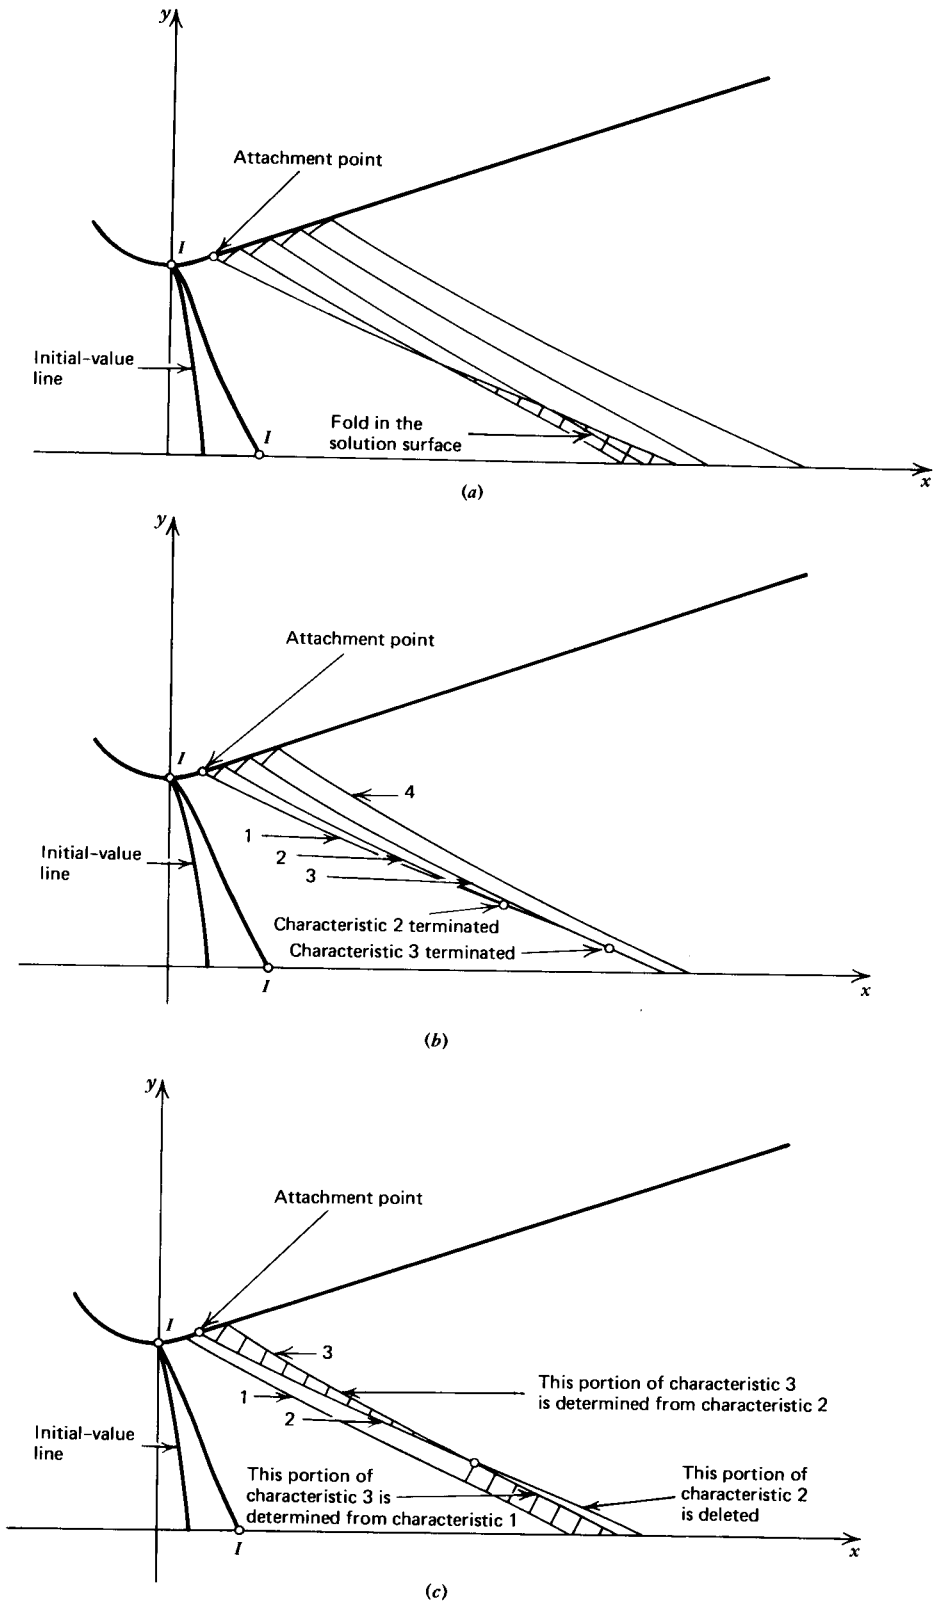 y
Attachment point
I
Initial-value
line
I
Fold in the
solution surface
x
(a)
y
Attachment point
I
4
1
2
3
Initial-value
line
Characteristic 2 terminated
Characteristic 3 terminated
I
x
(b)
y
Attachment point
I
3
1
2
This portion of characteristic 3
is determined from characteristic 2
Initial-value
line
This portion of
characteristic 3 is
determined from characteristic 1
This portion of
characteristic 2
is deleted
I
x
(c)